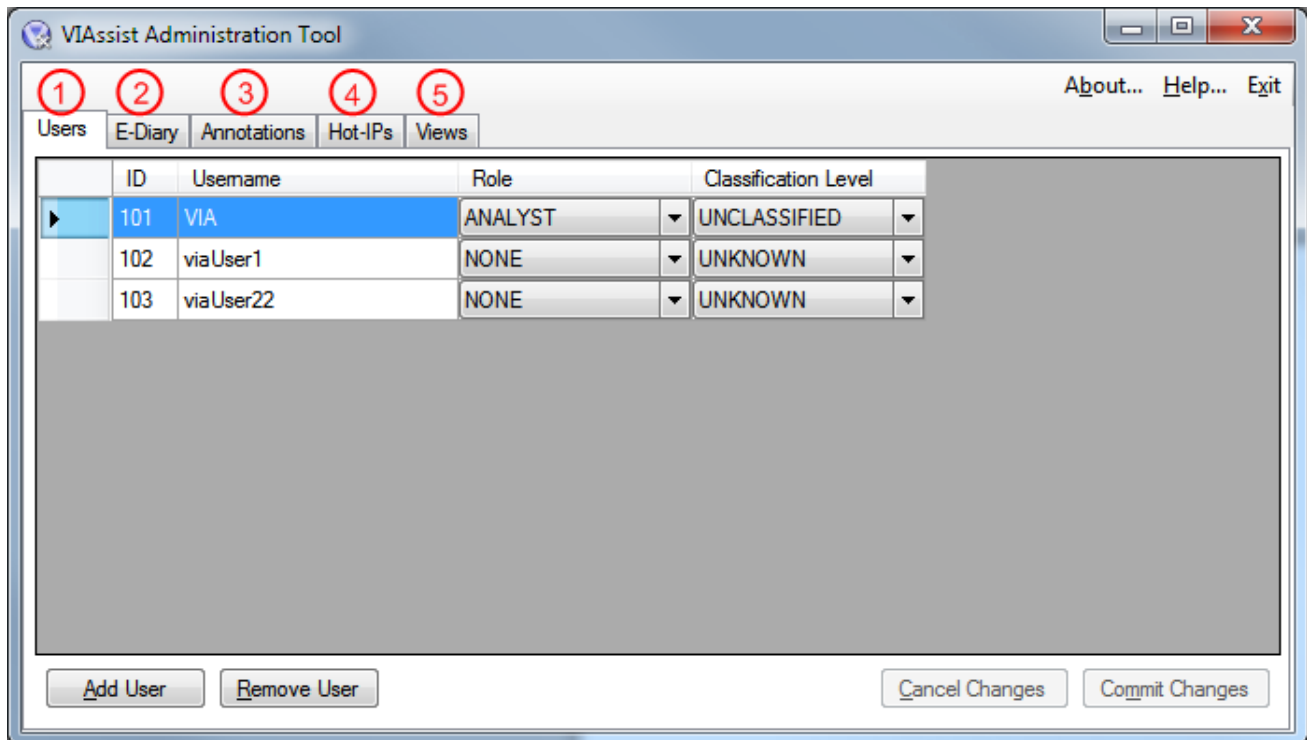 VIAssist Administration Tool
About... Help... Exit
1 2 3 4 5
Users E-Diary Annotations Hot-IPs Views
ID Username Role Classification Level
101 VIA ANALYST UNCLASSIFIED
102 viaUser1 NONE UNKNOWN
103 viaUser22 NONE UNKNOWN
Add User Remove User Cancel Changes Commit Changes